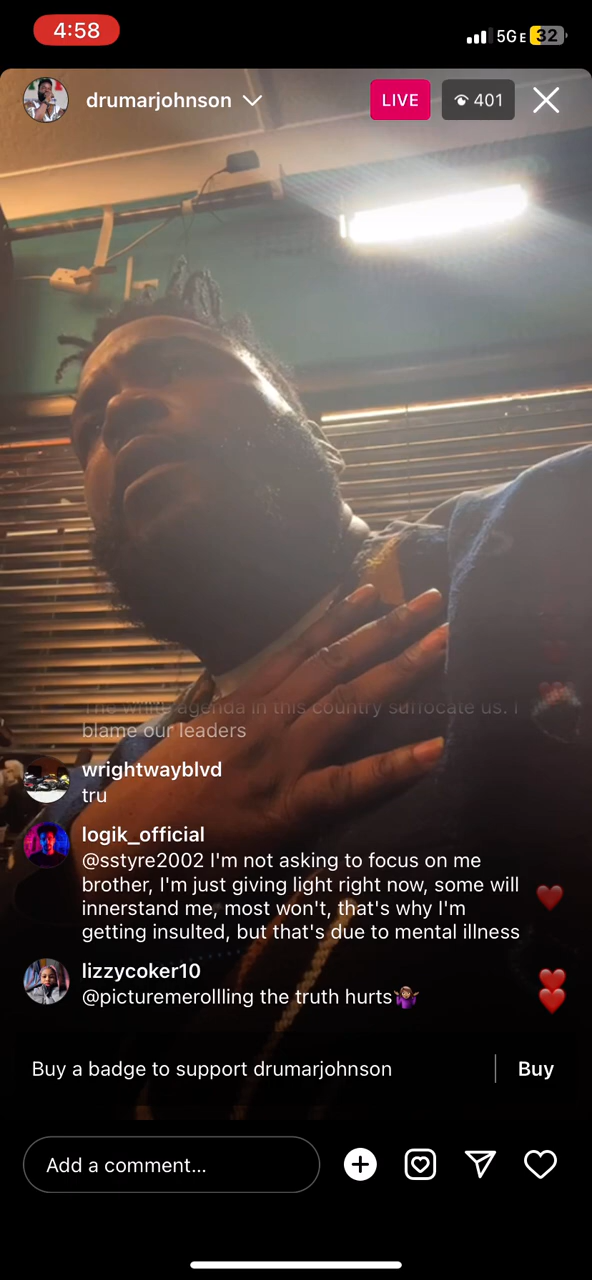 4:58
5GE 32
drumarjohnson
LIVE 401
The white agenda in this country suffocate us. I
blame our leaders
wrightwayblvd
tru
logik_official
@sstyre2002 I'm not asking to focus on me
brother, I'm just giving light right now, some will
innerstand me, most won't, that's why I'm
getting insulted, but that's due to mental illness
lizzycoker10
@picturemerollling the truth hurts🤷🏽‍♀️
Buy a badge to support drumarjohnson Buy
Add a comment...